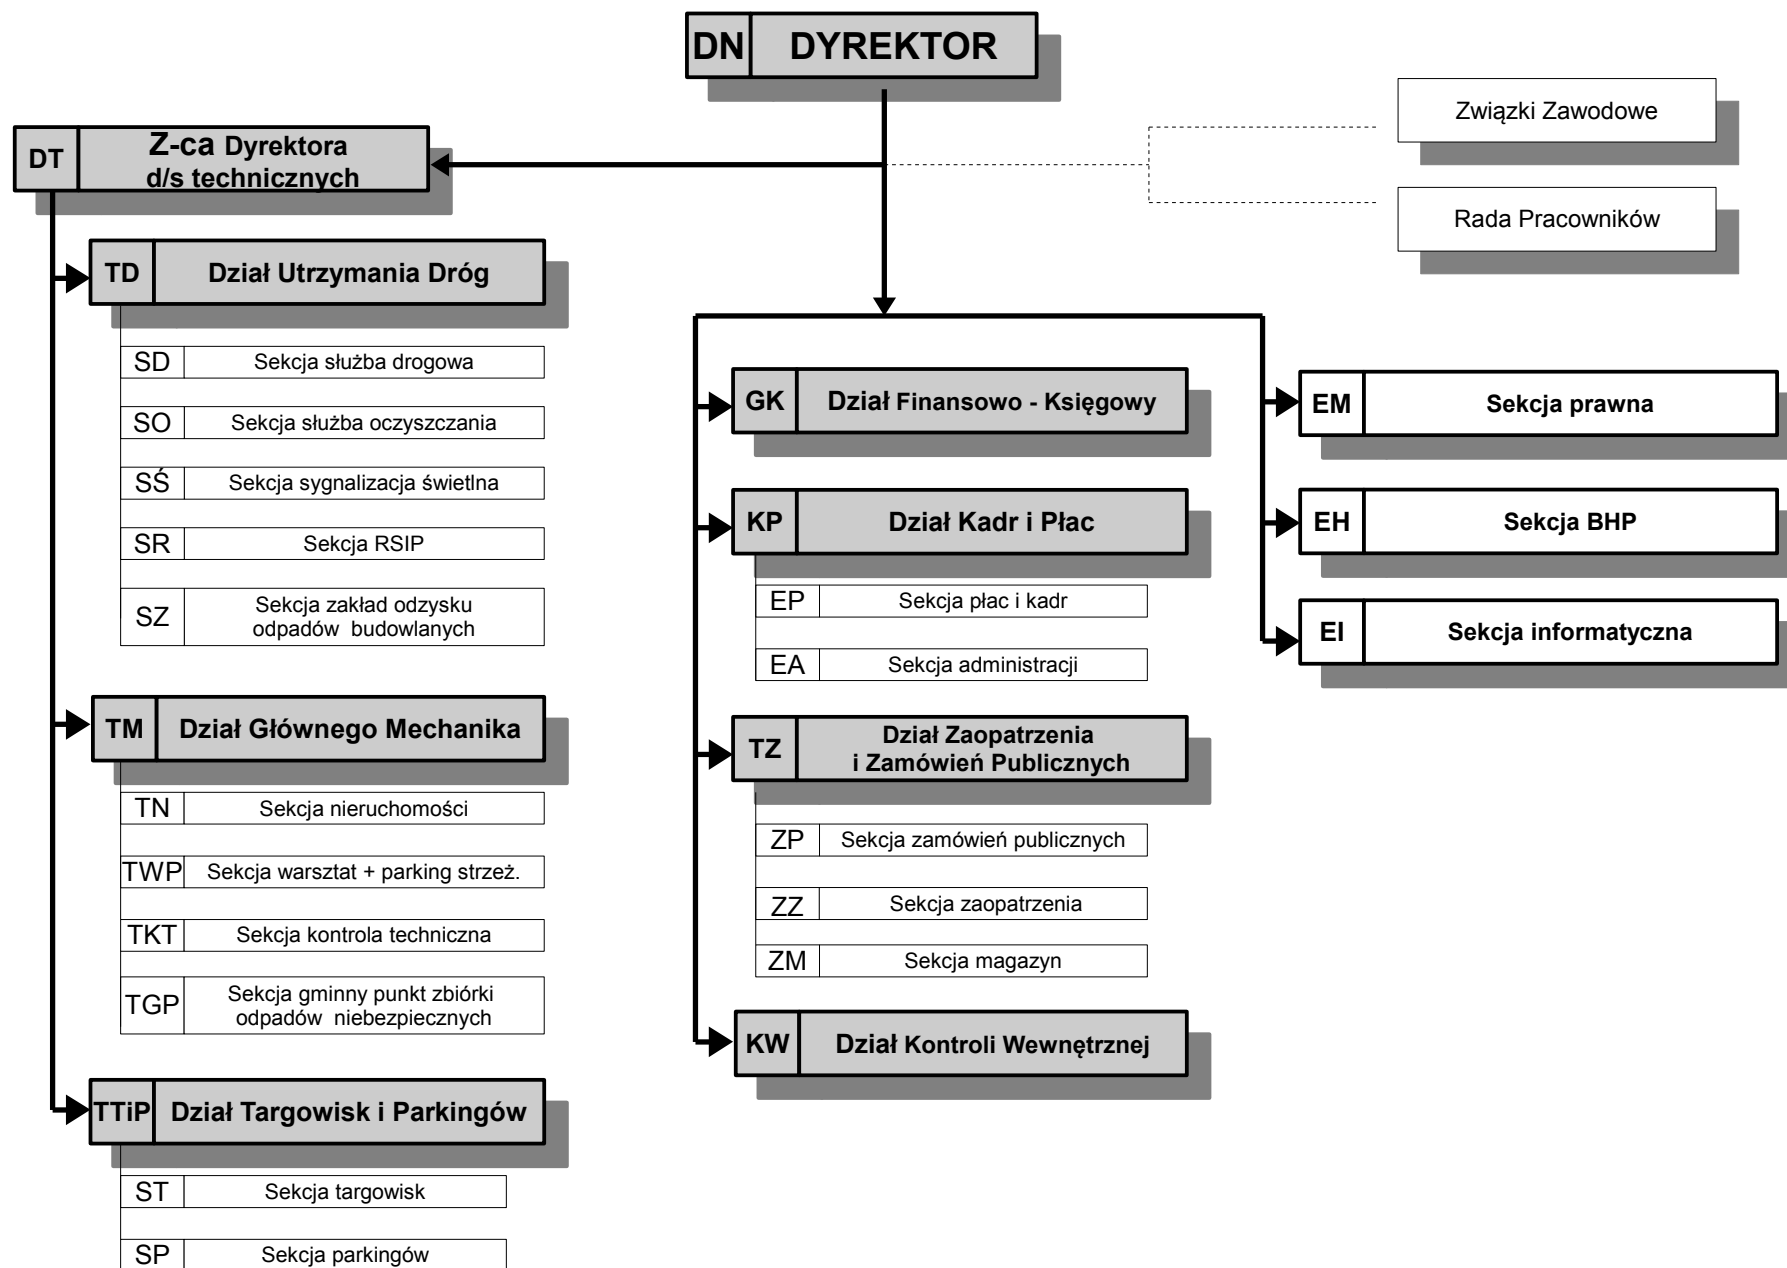 DN DYREKTOR
Związki Zawodowe
Rada Pracowników
DT Z-ca Dyrektora
d/s technicznych
TD Dział Utrzymania Dróg
SD Sekcja służba drogowa
SO Sekcja służba oczyszczania
SŚ Sekcja sygnalizacja świetlna
SR Sekcja RSIP
SZ Sekcja zakład odzysku
odpadów budowlanych
TM Dział Głównego Mechanika
TN Sekcja nieruchomości
TWP Sekcja warsztat + parking strzeż.
TKT Sekcja kontrola techniczna
TGP Sekcja gminny punkt zbiórki
odpadów niebezpiecznych
TTiP Dział Targowisk i Parkingów
ST Sekcja targowisk
SP Sekcja parkingów
GK Dział Finansowo - Księgowy
KP Dział Kadr i Płac
EP Sekcja płac i kadr
EA Sekcja administracji
TZ Dział Zaopatrzenia
i Zamówień Publicznych
ZP Sekcja zamówień publicznych
ZZ Sekcja zaopatrzenia
ZM Sekcja magazyn
KW Dział Kontroli Wewnętrznej
EM Sekcja prawna
EH Sekcja BHP
EI Sekcja informatyczna